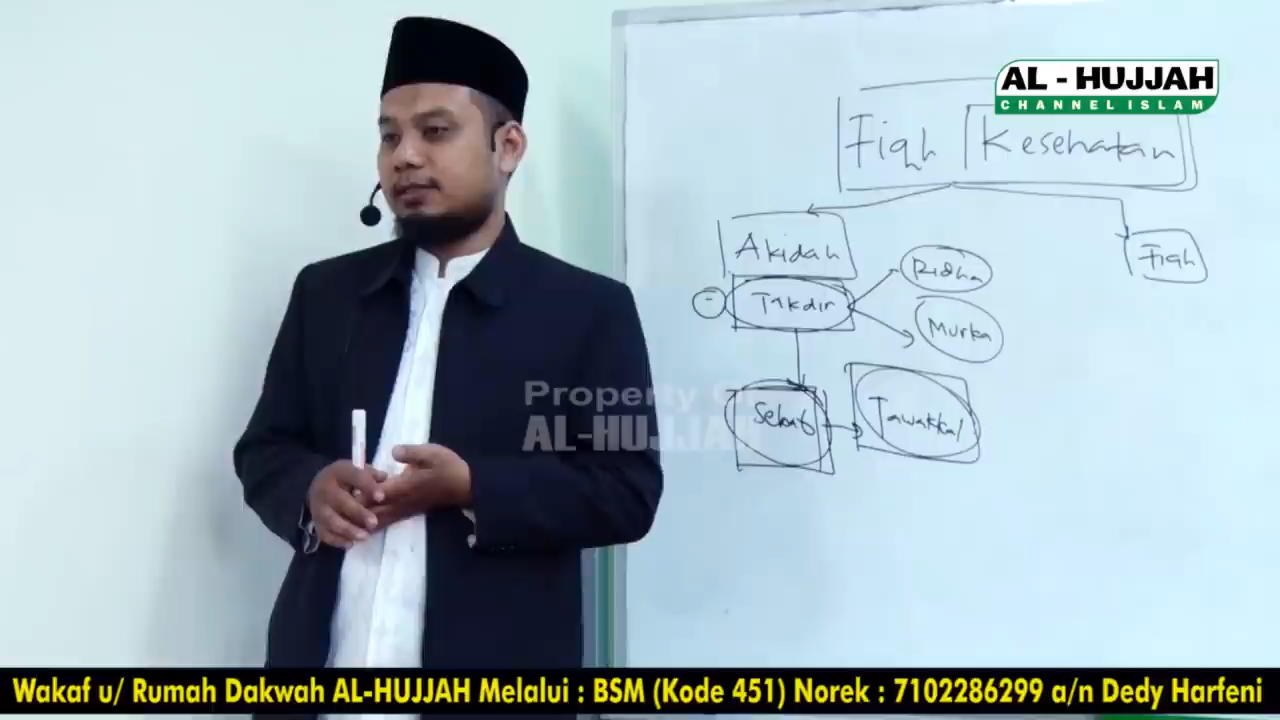 AL - HUJJAH
CHANNEL ISLAM
Fiqh Kesehatan
Akidah
Fiqh
Ridha
- Takdir
Murka
Sebab
Tawakkal
Property Of
AL-HUJJAH
Wakaf u/ Rumah Dakwah AL-HUJJAH Melalui : BSM (Kode 451) Norek : 7102286299 a/n Dedy Harfeni